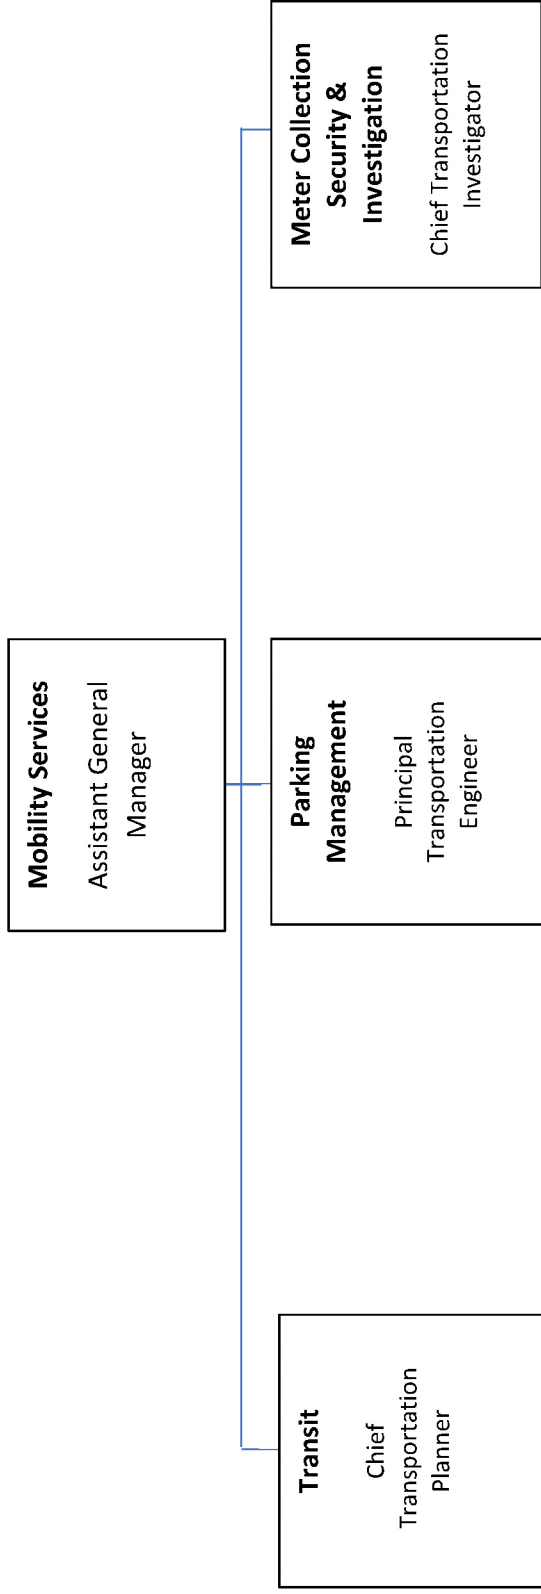 Mobility Services
Assistant General
Manager
Transit
Chief
Transportation
Planner
Parking
Management
Principal
Transportation
Engineer
Meter Collection
Security &
Investigation
Chief Transportation
Investigator